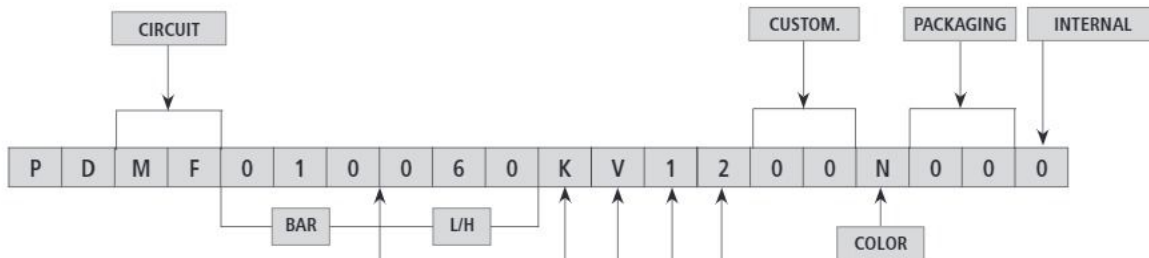 CIRCUIT CUSTOM. PACKAGING INTERNAL
P D M F 0 1 0 0 6 0 K V 1 2 0 0 N 0 0 0
BAR L/H COLOR